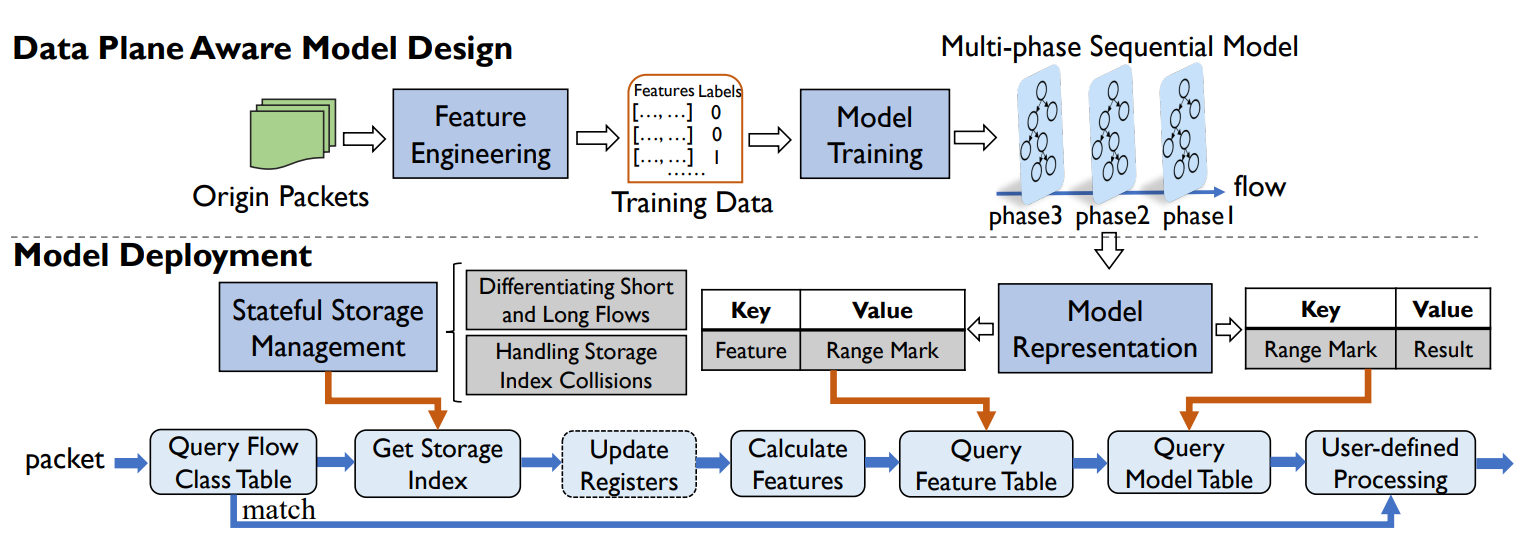 Data Plane Aware Model Design
Multi-phase Sequential Model
Origin Packets
Feature
Engineering
Features Labels
[..., ...] 0
[..., ...] 0
[..., ...] 1
......
Training Data
Model
Training
flow
phase3 phase2 phase1
Model Deployment
Stateful Storage
Management
Differentiating Short
and Long Flows
Handling Storage
Index Collisions
Key Value
Feature Range Mark
Model
Representation
Key Value
Range Mark Result
packet
Query Flow
Class Table
Get Storage
Index
Update
Registers
Calculate
Features
Query
Feature Table
Query
Model Table
User-defined
Processing
match